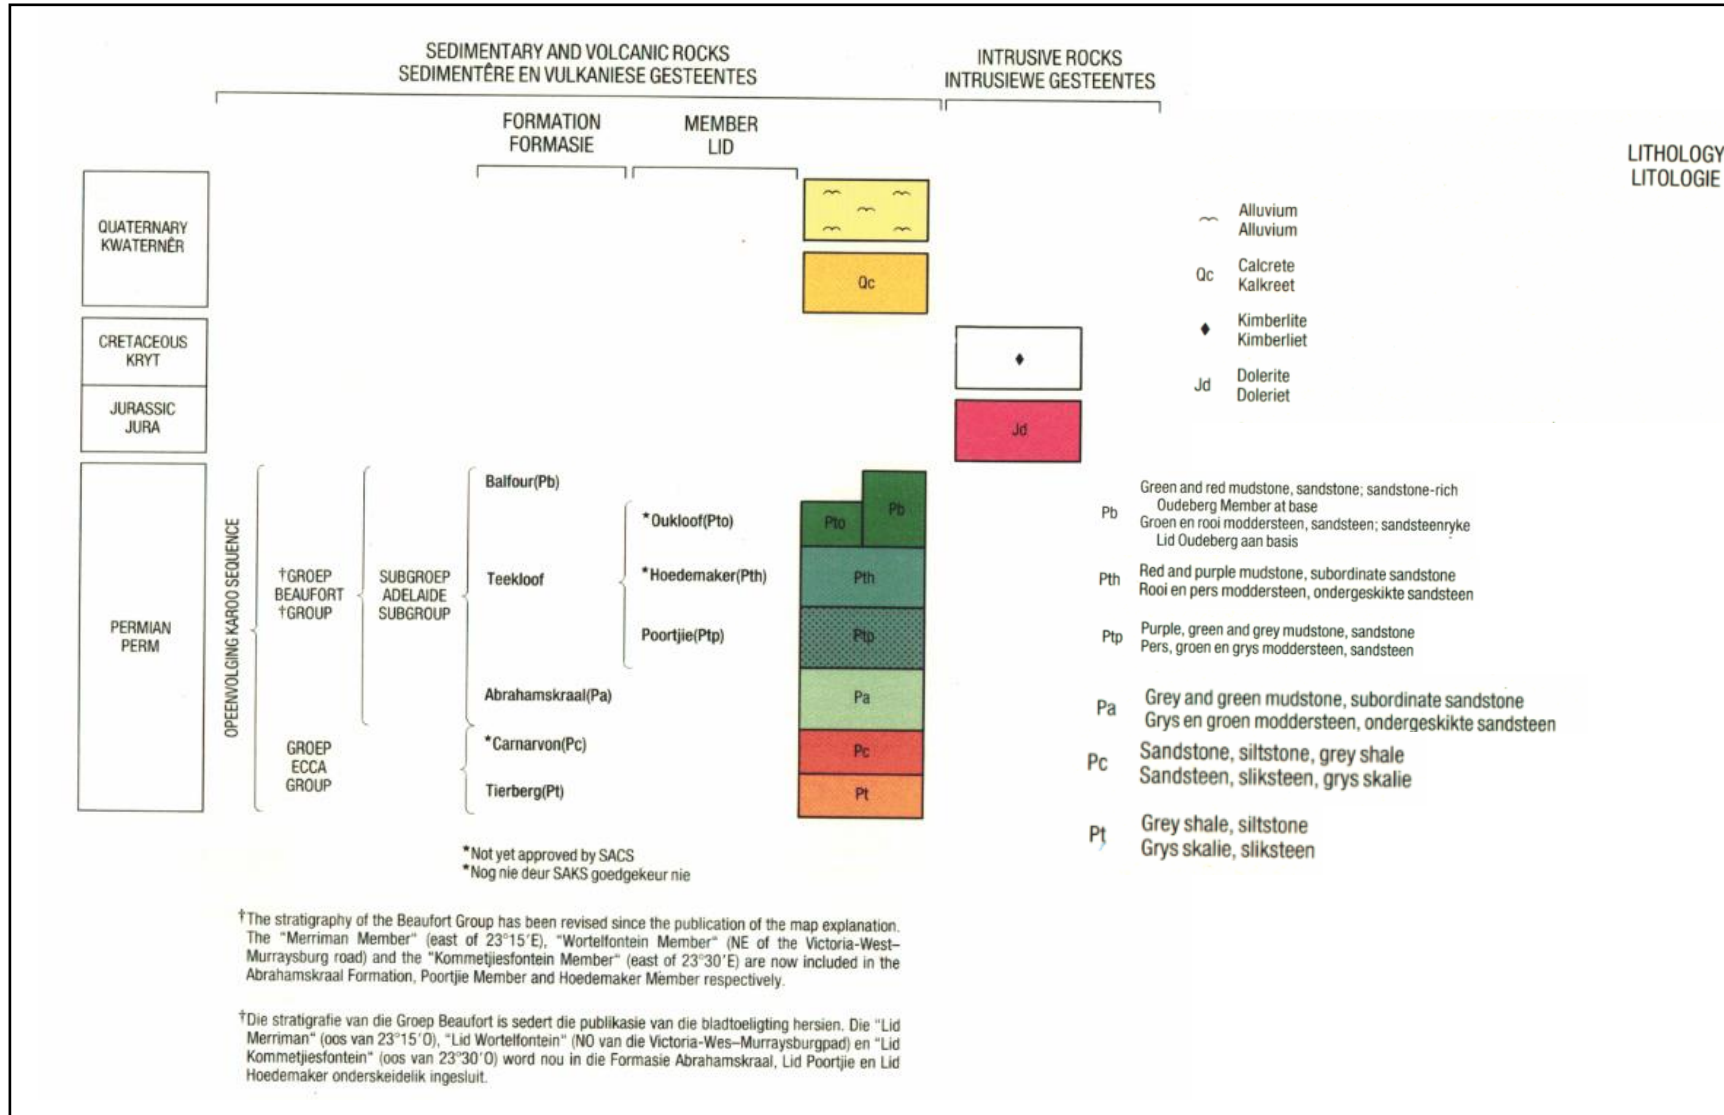 SEDIMENTARY AND VOLCANIC ROCKS
SEDIMENTÊRE EN VULKANIESE GESTEENTES
INTRUSIVE ROCKS
INTRUSIEWE GESTEENTES
FORMATION
FORMASIE
MEMBER
LID
LITHOLOGY
LITOLOGIE
QUATERNARY
KWATERNÊR
Qc
Alluvium
Alluvium
Qc
Calcrete
Kalkreet
Kimberlite
Kimberliet
Jd
Dolerite
Doleriet
CRETACEOUS
KRYT
JURASSIC
JURA
Jd
PERMIAN
PERM
OPEENVOLGING KAROO SEQUENCE
†GROEP
BEAUFORT
†GROUP
SUBGROEP
ADELAIDE
SUBGROUP
GROEP
ECCA
GROUP
Balfour(Pb)
Teekloof
Abrahamskraal(Pa)
*Carnarvon(Pc)
Tierberg(Pt)
*Oukloof(Pto)
*Hoedemaker(Pth)
Poortjie(Ptp)
Pto
Pb
Pth
Ptp
Pa
Pc
Pt
Pb
Green and red mudstone, sandstone; sandstone-rich
Oudeberg Member at base
Groen en rooi moddersteen, sandsteen; sandsteenryke
Lid Oudeberg aan basis
Pth
Red and purple mudstone, subordinate sandstone
Rooi en pers moddersteen, ondergeskikte sandsteen
Ptp
Purple, green and grey mudstone, sandstone
Pers, groen en grys moddersteen, sandsteen
Pa
Grey and green mudstone, subordinate sandstone
Grys en groen moddersteen, ondergeskikte sandsteen
Pc
Sandstone, siltstone, grey shale
Sandsteen, sliksteen, grys skalie
Pt
Grey shale, siltstone
Grys skalie, sliksteen
*Not yet approved by SACS
*Nog nie deur SAKS goedgekeur nie
†The stratigraphy of the Beaufort Group has been revised since the publication of the map explanation.
The "Merriman Member" (east of 23°15′E), "Wortelfontein Member" (NE of the Victoria-West–
Murraysburg road) and the "Kommetjiesfontein Member" (east of 23°30′E) are now included in the
Abrahamskraal Formation, Poortjie Member and Hoedemaker Member respectively.
†Die stratigrafie van die Groep Beaufort is sedert die publikasie van die bladtoeligting hersien. Die "Lid
Merriman" (oos van 23°15′O), "Lid Wortelfontein" (NO van die Victoria-Wes–Murraysburgpad) en "Lid
Kommetjiesfontein" (oos van 23°30′O) word nou in die Formasie Abrahamskraal, Lid Poortjie en Lid
Hoedemaker onderskeidelik ingesluit.